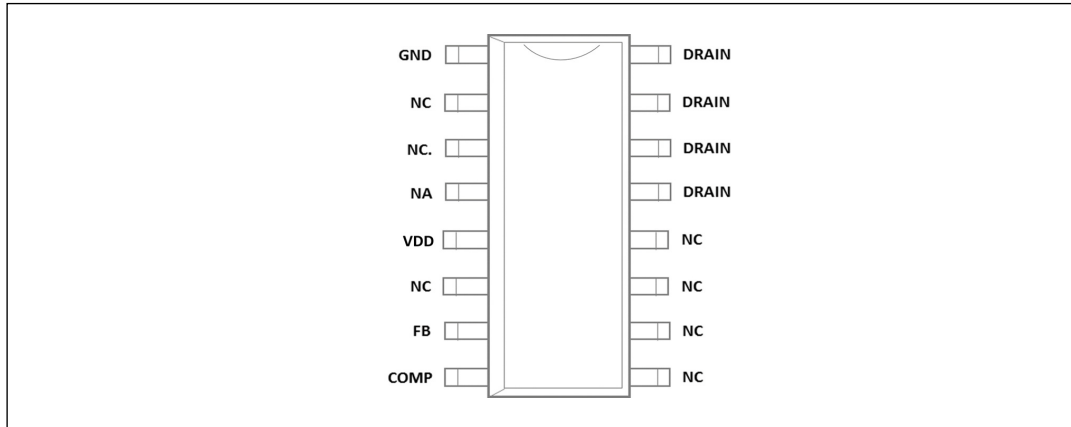 GND DRAIN
NC DRAIN
NC. DRAIN
NA DRAIN
VDD NC
NC NC
FB NC
COMP NC